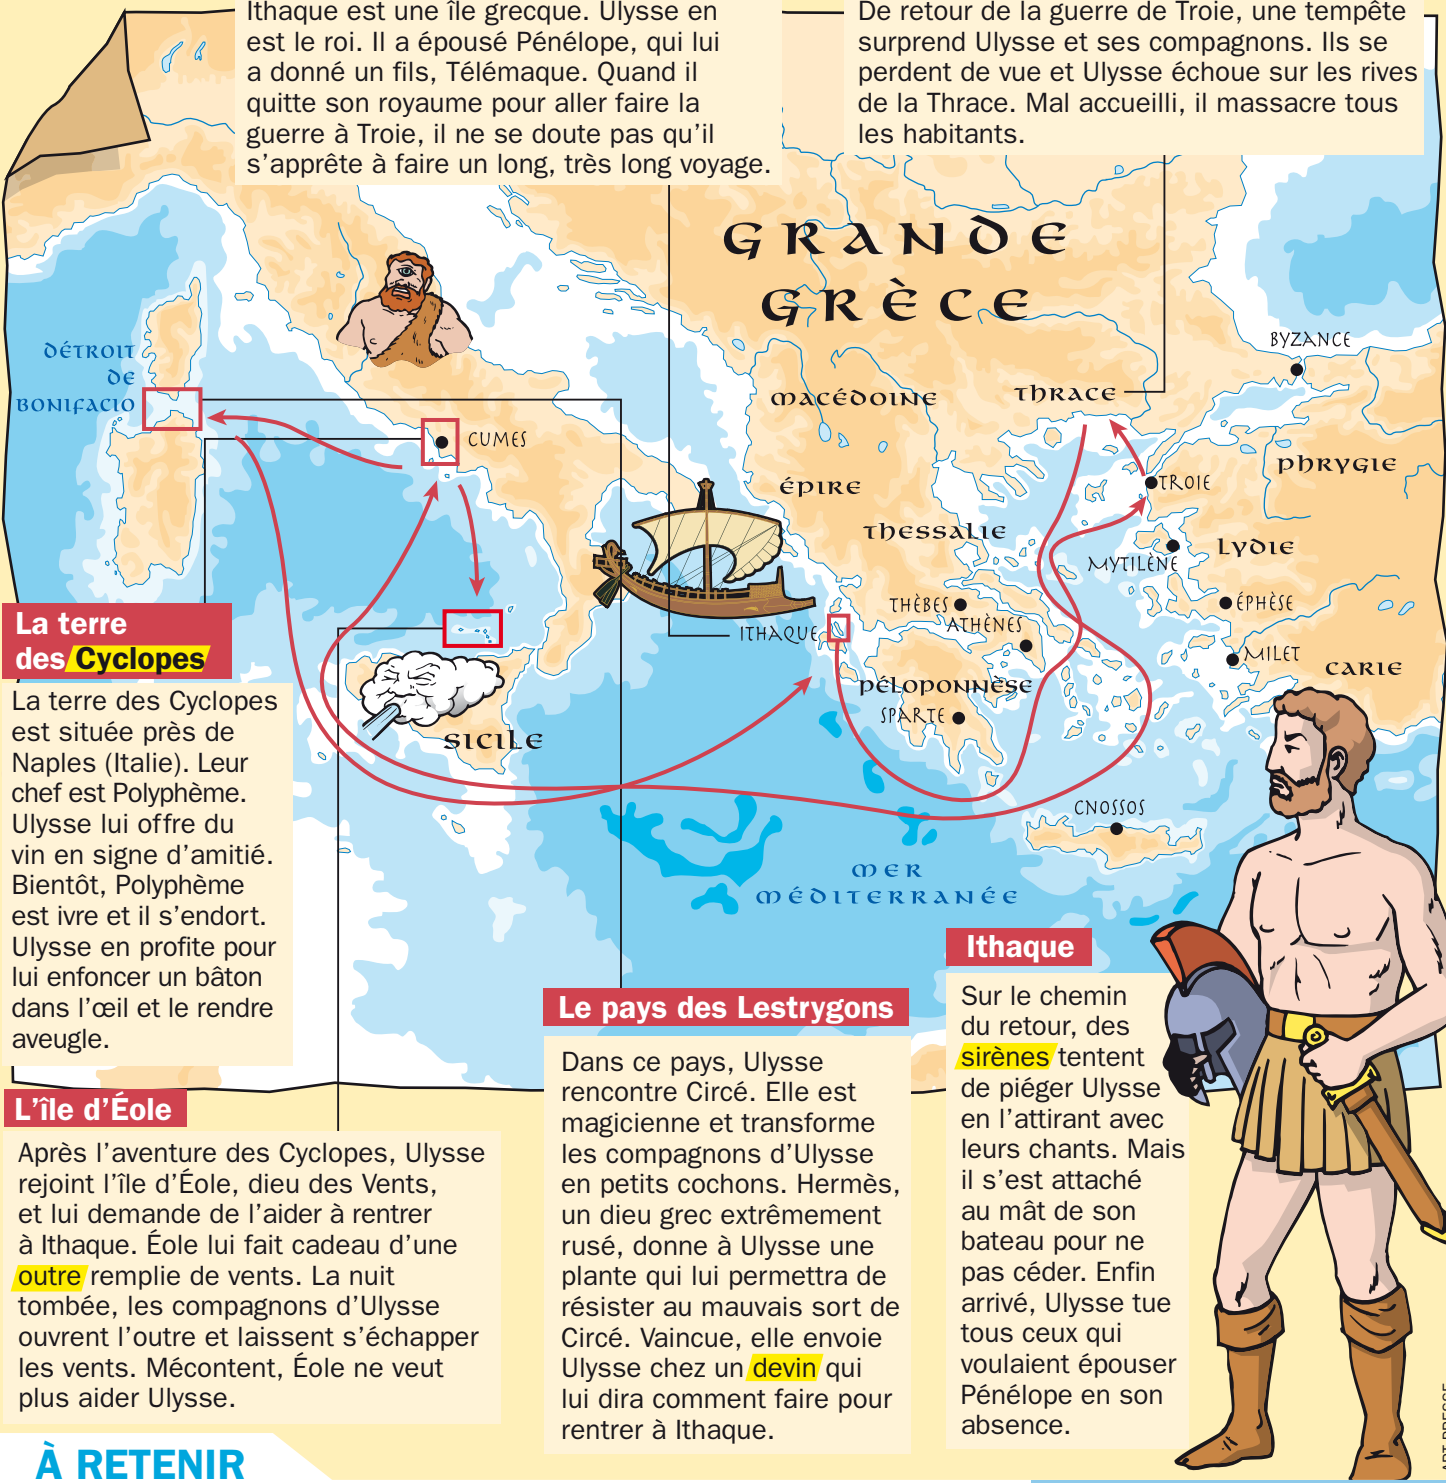 Ithaque est une île grecque. Ulysse en
est le roi. Il a épousé Pénélope, qui lui
a donné un fils, Télémaque. Quand il
quitte son royaume pour aller faire la
guerre à Troie, il ne se doute pas qu'il
s'apprête à faire un long, très long voyage.
De retour de la guerre de Troie, une tempête
surprend Ulysse et ses compagnons. Ils se
perdent de vue et Ulysse échoue sur les rives
de la Thrace. Mal accueilli, il massacre tous
les habitants.
GRANDE
GRÈCE
DÉTROIT
DE
BONIFACIO
CUMES
BYZANCE
MACÉDOINE
THRACE
PHRYGIE
ÉPIRE
TROIE
THESSALIE
LYDIE
MYTILÈNE
THÈBES
ÉPHÈSE
ATHÈNES
ITHAQUE
MILET
CARIE
PÉLOPONNÈSE
SPARTE
SICILE
CNOSSOS
MER
MÉDITERRANÉE
La terre
des Cyclopes
La terre des Cyclopes
est située près de
Naples (Italie). Leur
chef est Polyphème.
Ulysse lui offre du
vin en signe d'amitié.
Bientôt, Polyphème
est ivre et il s'endort.
Ulysse en profite pour
lui enfoncer un bâton
dans l'œil et le rendre
aveugle.
L'île d'Éole
Après l'aventure des Cyclopes, Ulysse
rejoint l'île d'Éole, dieu des Vents,
et lui demande de l'aider à rentrer
à Ithaque. Éole lui fait cadeau d'une
outre remplie de vents. La nuit
tombée, les compagnons d'Ulysse
ouvrent l'outre et laissent s'échapper
les vents. Mécontent, Éole ne veut
plus aider Ulysse.
Le pays des Lestrygons
Dans ce pays, Ulysse
rencontre Circé. Elle est
magicienne et transforme
les compagnons d'Ulysse
en petits cochons. Hermès,
un dieu grec extrêmement
rusé, donne à Ulysse une
plante qui lui permettra de
résister au mauvais sort de
Circé. Vaincue, elle envoie
Ulysse chez un devin qui
lui dira comment faire pour
rentrer à Ithaque.
Ithaque
Sur le chemin
du retour, des
sirènes tentent
de piéger Ulysse
en l'attirant avec
leurs chants. Mais
il s'est attaché
au mât de son
bateau pour ne
pas céder. Enfin
arrivé, Ulysse tue
tous ceux qui
voulaient épouser
Pénélope en son
absence.
À RETENIR